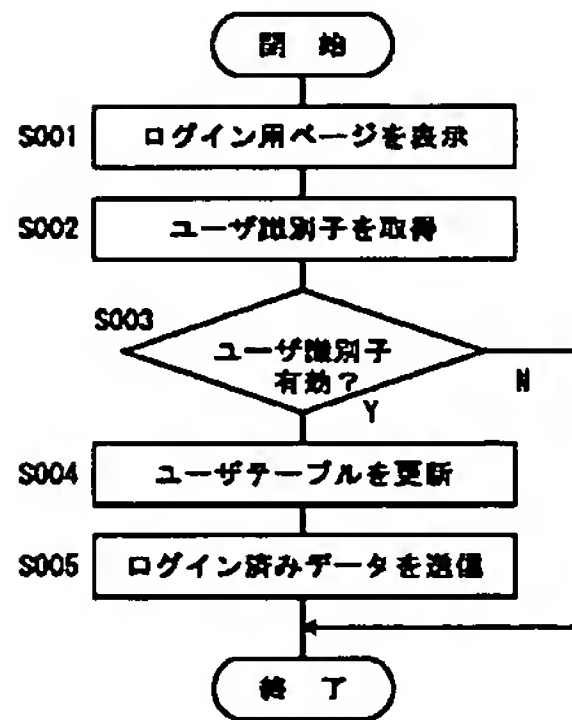 開 始
S001
ログイン用ページを表示
S002
ユーザ識別子を取得
S003
ユーザ識別子
有効？
N
Y
S004
ユーザテーブルを更新
S005
ログイン済みデータを送信
終 了